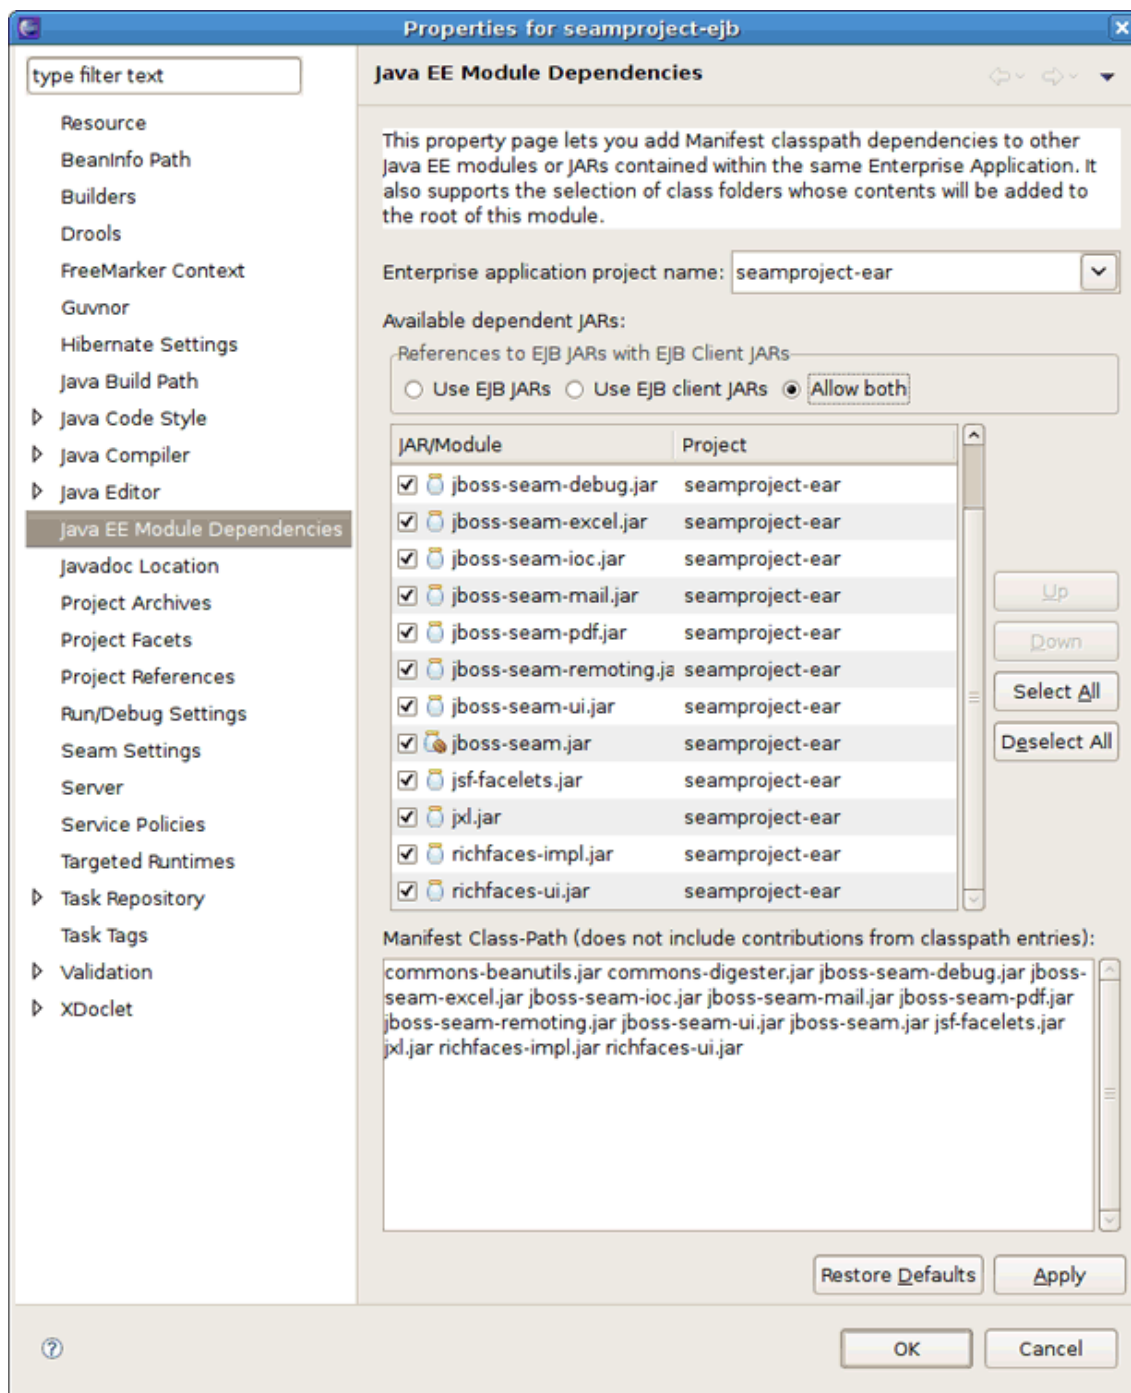 Properties for seamproject-ejb
type filter text
Resource
BeanInfo Path
Builders
Drools
FreeMarker Context
Guvnor
Hibernate Settings
Java Build Path
Java Code Style
Java Compiler
Java Editor
Java EE Module Dependencies
Javadoc Location
Project Archives
Project Facets
Project References
Run/Debug Settings
Seam Settings
Server
Service Policies
Targeted Runtimes
Task Repository
Task Tags
Validation
XDoclet
Java EE Module Dependencies
This property page lets you add Manifest classpath dependencies to other
Java EE modules or JARs contained within the same Enterprise Application. It
also supports the selection of class folders whose contents will be added to
the root of this module.
Enterprise application project name: seamproject-ear
Available dependent JARs:
References to EJB JARs with EJB Client JARs
Use EJB JARs Use EJB client JARs Allow both
JAR/Module Project
jboss-seam-debug.jar seamproject-ear
jboss-seam-excel.jar seamproject-ear
jboss-seam-ioc.jar seamproject-ear
jboss-seam-mail.jar seamproject-ear
jboss-seam-pdf.jar seamproject-ear
jboss-seam-remoting.ja seamproject-ear
jboss-seam-ui.jar seamproject-ear
jboss-seam.jar seamproject-ear
jsf-facelets.jar seamproject-ear
jxl.jar seamproject-ear
richfaces-impl.jar seamproject-ear
richfaces-ui.jar seamproject-ear
Up
Down
Select All
Deselect All
Manifest Class-Path (does not include contributions from classpath entries):
commons-beanutils.jar commons-digester.jar jboss-seam-debug.jar jboss-
seam-excel.jar jboss-seam-ioc.jar jboss-seam-mail.jar jboss-seam-pdf.jar
jboss-seam-remoting.jar jboss-seam-ui.jar jboss-seam.jar jsf-facelets.jar
jxl.jar richfaces-impl.jar richfaces-ui.jar
Restore Defaults Apply
OK Cancel